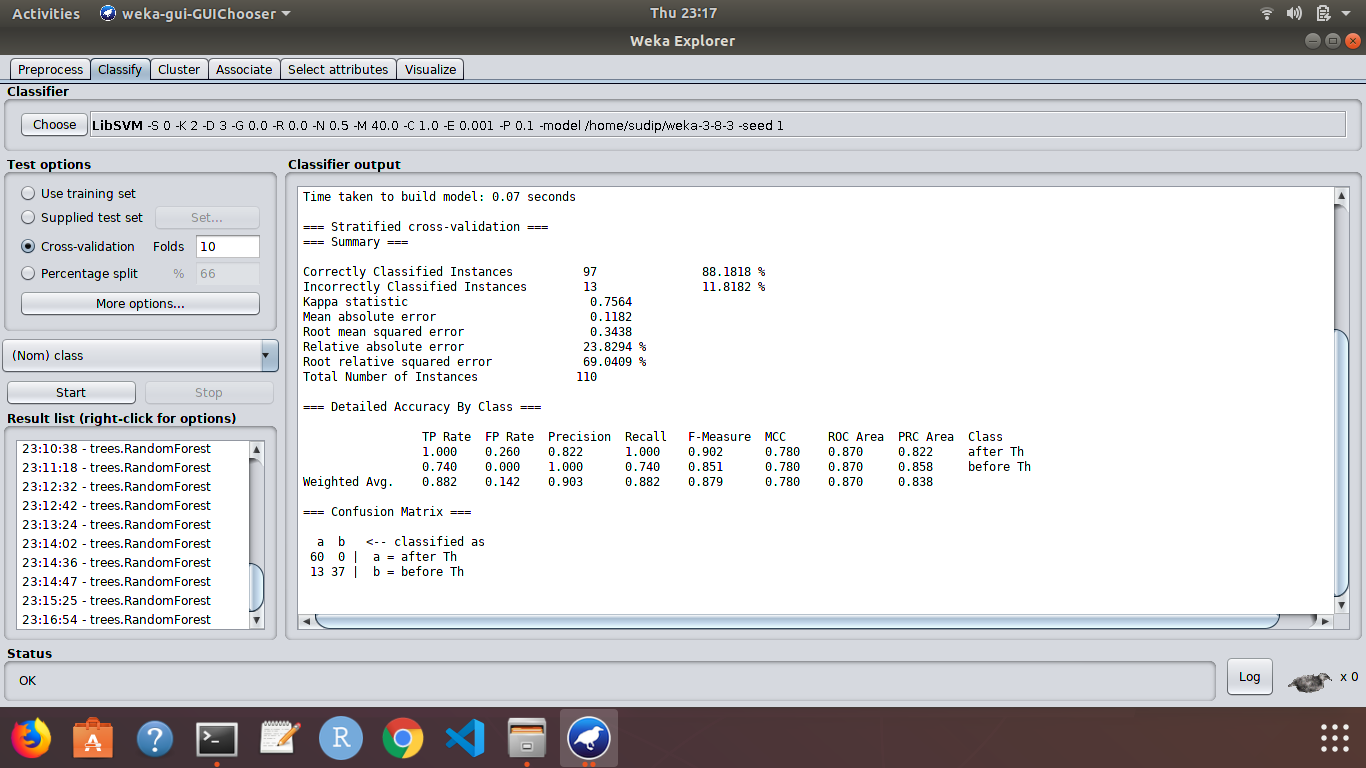 Activities weka-gui-GUIChooser Thu 23:17
Weka Explorer
Preprocess Classify Cluster Associate Select attributes Visualize
Classifier
Choose LibSVM -S 0 -K 2 -D 3 -G 0.0 -R 0.0 -N 0.5 -M 40.0 -C 1.0 -E 0.001 -P 0.1 -model /home/sudip/weka-3-8-3 -seed 1
Test options
Use training set
Supplied test set Set...
Cross-validation Folds 10
Percentage split % 66
More options...
(Nom) class
Start Stop
Result list (right-click for options)
23:10:38 - trees.RandomForest
23:11:18 - trees.RandomForest
23:12:32 - trees.RandomForest
23:12:42 - trees.RandomForest
23:13:24 - trees.RandomForest
23:14:02 - trees.RandomForest
23:14:36 - trees.RandomForest
23:14:47 - trees.RandomForest
23:15:25 - trees.RandomForest
23:16:54 - trees.RandomForest
Classifier output
Time taken to build model: 0.07 seconds
=== Stratified cross-validation ===
=== Summary ===
Correctly Classified Instances 97 88.1818 %
Incorrectly Classified Instances 13 11.8182 %
Kappa statistic 0.7564
Mean absolute error 0.1182
Root mean squared error 0.3438
Relative absolute error 23.8294 %
Root relative squared error 69.0409 %
Total Number of Instances 110
=== Detailed Accuracy By Class ===
TP Rate FP Rate Precision Recall F-Measure MCC ROC Area PRC Area Class
1.000 0.260 0.822 1.000 0.902 0.780 0.870 0.822 after Th
0.740 0.000 1.000 0.740 0.851 0.780 0.870 0.858 before Th
Weighted Avg. 0.882 0.142 0.903 0.882 0.879 0.780 0.870 0.838
=== Confusion Matrix ===
a b <-- classified as
60 0 | a = after Th
13 37 | b = before Th
Status
OK
Log x 0